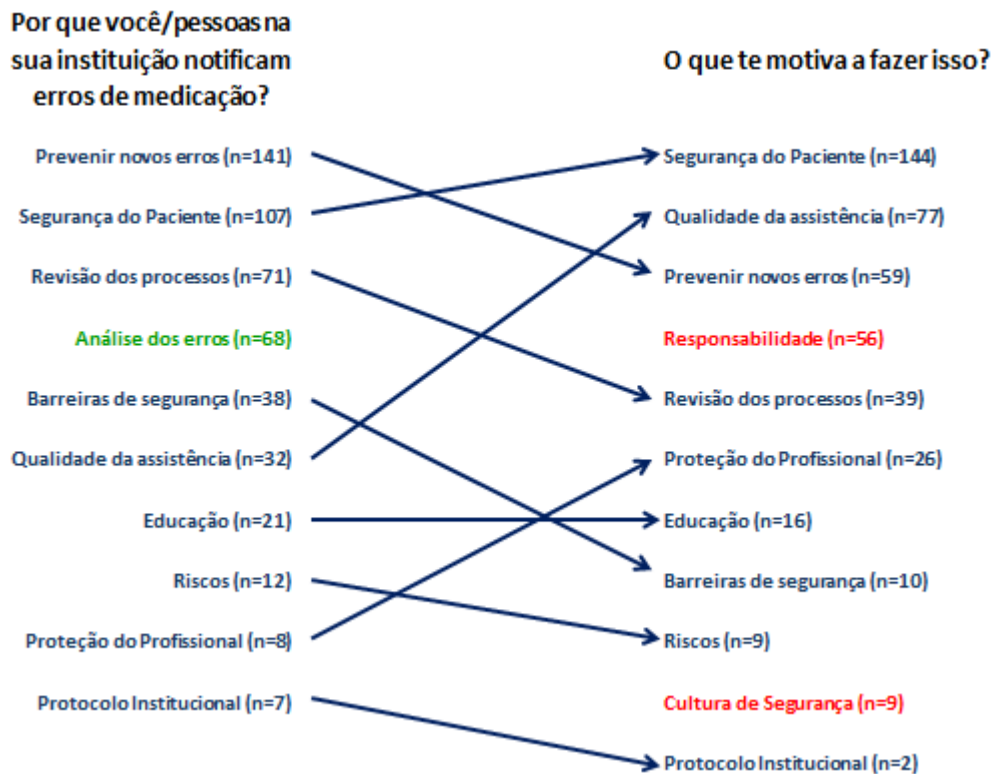 Por que você/pessoas na
sua instituição notificam
erros de medicação?
Prevenir novos erros (n=141)
Segurança do Paciente (n=107)
Revisão dos processos (n=71)
Análise dos erros (n=68)
Barreiras de segurança (n=38)
Qualidade da assistência (n=32)
Educação (n=21)
Riscos (n=12)
Proteção do Profissional (n=8)
Protocolo Institucional (n=7)
O que te motiva a fazer isso?
Segurança do Paciente (n=144)
Qualidade da assistência (n=77)
Prevenir novos erros (n=59)
Responsabilidade (n=56)
Revisão dos processos (n=39)
Proteção do Profissional (n=26)
Educação (n=16)
Barreiras de segurança (n=10)
Riscos (n=9)
Cultura de Segurança (n=9)
Protocolo Institucional (n=2)